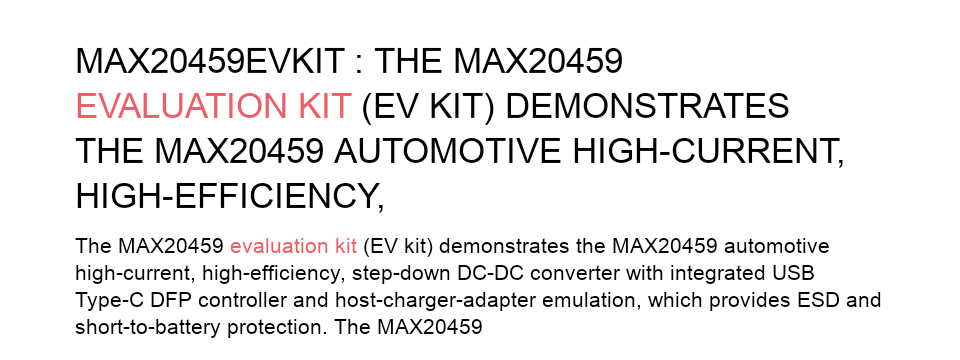 MAX20459EVKIT : THE MAX20459
EVALUATION KIT (EV KIT) DEMONSTRATES
THE MAX20459 AUTOMOTIVE HIGH-CURRENT,
HIGH-EFFICIENCY,
The MAX20459 evaluation kit (EV kit) demonstrates the MAX20459 automotive
high-current, high-efficiency, step-down DC-DC converter with integrated USB
Type-C DFP controller and host-charger-adapter emulation, which provides ESD and
short-to-battery protection. The MAX20459